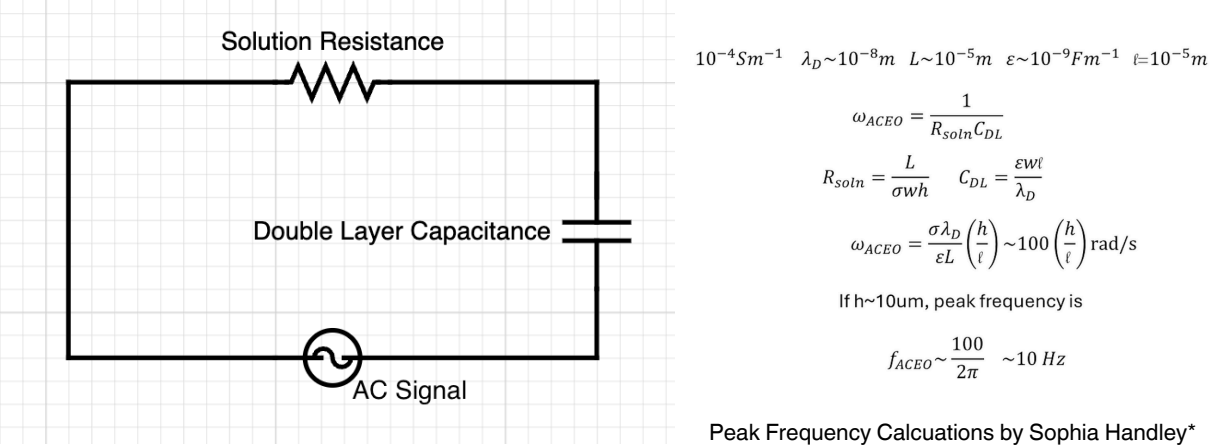 Solution Resistance
Double Layer Capacitance
AC Signal
10⁻⁴Sm⁻¹ λ_D~10⁻⁸m L~10⁻⁵m ε~10⁻⁹Fm⁻¹ ℓ=10⁻⁵m
ω_ACEO = 1/(R_soln C_DL)
R_soln = L/(σwh) C_DL = εwℓ/λ_D
ω_ACEO = σλ_D/(εL) (h/ℓ) ~100 (h/ℓ) rad/s
If h~10um, peak frequency is
f_ACEO~ 100/(2π) ~10 Hz
Peak Frequency Calcuations by Sophia Handley*